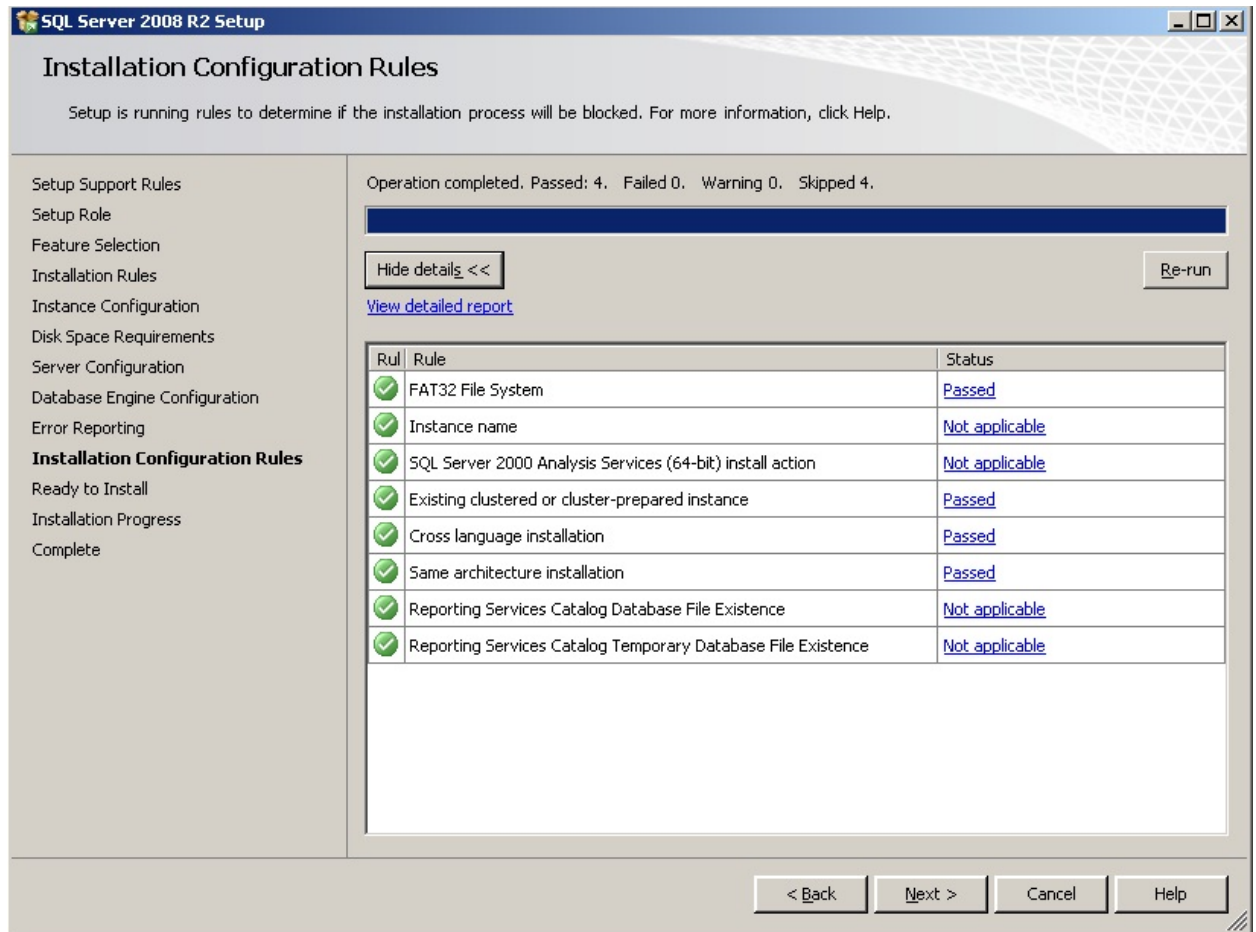 SQL Server 2008 R2 Setup
Installation Configuration Rules
Setup is running rules to determine if the installation process will be blocked. For more information, click Help.
Setup Support Rules
Setup Role
Feature Selection
Installation Rules
Instance Configuration
Disk Space Requirements
Server Configuration
Database Engine Configuration
Error Reporting
Installation Configuration Rules
Ready to Install
Installation Progress
Complete
Operation completed. Passed: 4. Failed 0. Warning 0. Skipped 4.
Hide details <<
Re-run
View detailed report
Rul Rule Status
FAT32 File System Passed
Instance name Not applicable
SQL Server 2000 Analysis Services (64-bit) install action Not applicable
Existing clustered or cluster-prepared instance Passed
Cross language installation Passed
Same architecture installation Passed
Reporting Services Catalog Database File Existence Not applicable
Reporting Services Catalog Temporary Database File Existence Not applicable
< Back Next > Cancel Help